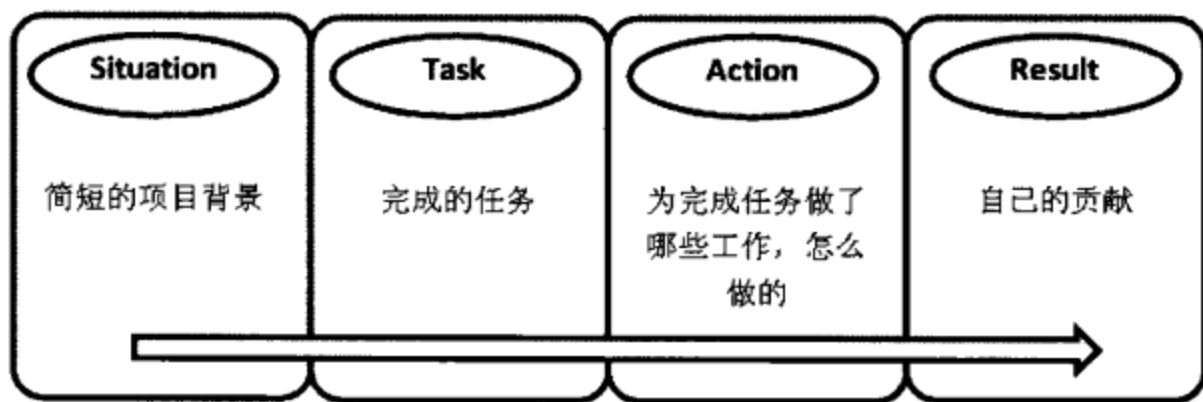 Situation
简短的项目背景
Task
完成的任务
Action
为完成任务做了
哪些工作，怎么
做的
Result
自己的贡献